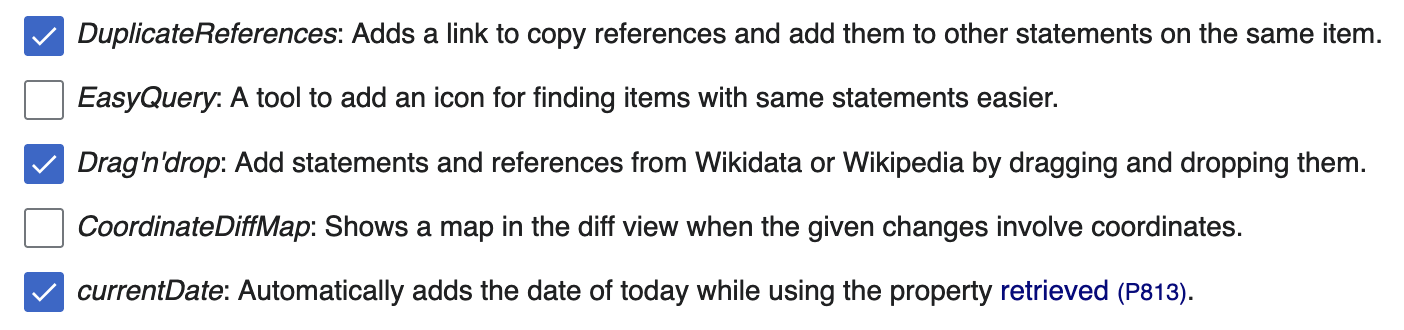 DuplicateReferences: Adds a link to copy references and add them to other statements on the same item.
EasyQuery: A tool to add an icon for finding items with same statements easier.
Drag'n'drop: Add statements and references from Wikidata or Wikipedia by dragging and dropping them.
CoordinateDiffMap: Shows a map in the diff view when the given changes involve coordinates.
currentDate: Automatically adds the date of today while using the property retrieved (P813).